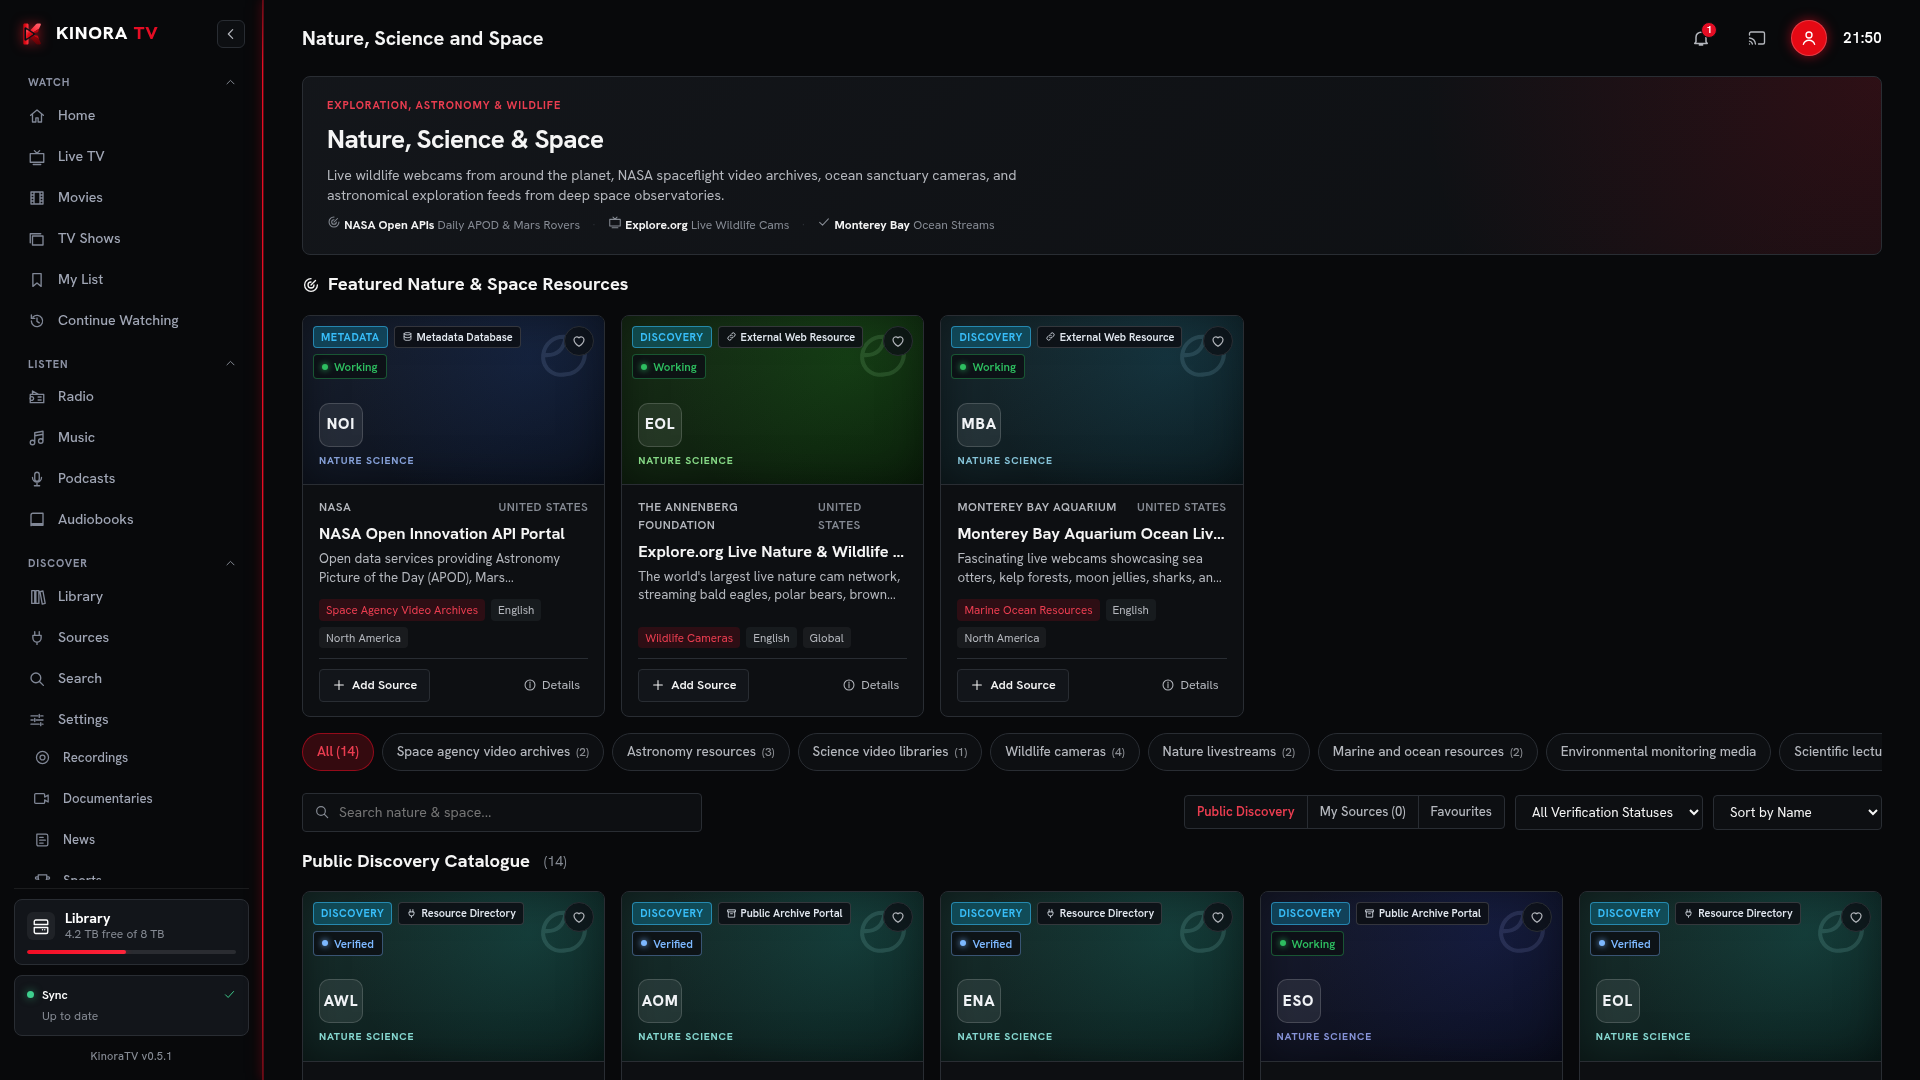 KINORA TV
WATCH
Home
Live TV
Movies
TV Shows
My List
Continue Watching
LISTEN
Radio
Music
Podcasts
Audiobooks
DISCOVER
Library
Sources
Search
Settings
Recordings
Documentaries
News
Sports
Library
4.2 TB free of 8 TB
Sync
Up to date
KinoraTV v0.5.1
Nature, Science and Space
1
21:50
EXPLORATION, ASTRONOMY & WILDLIFE
Nature, Science & Space
Live wildlife webcams from around the planet, NASA spaceflight video archives, ocean sanctuary cameras, and
astronomical exploration feeds from deep space observatories.
NASA Open APIs Daily APOD & Mars Rovers · Explore.org Live Wildlife Cams · Monterey Bay Ocean Streams
Featured Nature & Space Resources
METADATA Metadata Database
Working
NOI
NATURE SCIENCE
NASA UNITED STATES
NASA Open Innovation API Portal
Open data services providing Astronomy
Picture of the Day (APOD), Mars...
Space Agency Video Archives English
North America
Add Source Details
DISCOVERY External Web Resource
Working
EOL
NATURE SCIENCE
THE ANNENBERG FOUNDATION UNITED STATES
Explore.org Live Nature & Wildlife ...
The world's largest live nature cam network,
streaming bald eagles, polar bears, brown...
Wildlife Cameras English Global
Add Source Details
DISCOVERY External Web Resource
Working
MBA
NATURE SCIENCE
MONTEREY BAY AQUARIUM UNITED STATES
Monterey Bay Aquarium Ocean Liv...
Fascinating live webcams showcasing sea
otters, kelp forests, moon jellies, sharks, an...
Marine Ocean Resources English
North America
Add Source Details
All (14) Space agency video archives (2) Astronomy resources (3) Science video libraries (1) Wildlife cameras (4) Nature livestreams (2) Marine and ocean resources (2) Environmental monitoring media Scientific lectu
Search nature & space...
Public Discovery My Sources (0) Favourites All Verification Statuses Sort by Name
Public Discovery Catalogue (14)
DISCOVERY Resource Directory
Verified
AWL
NATURE SCIENCE
DISCOVERY Public Archive Portal
Verified
AOM
NATURE SCIENCE
DISCOVERY Resource Directory
Verified
ENA
NATURE SCIENCE
DISCOVERY Public Archive Portal
Working
ESO
NATURE SCIENCE
DISCOVERY Resource Directory
Verified
EOL
NATURE SCIENCE